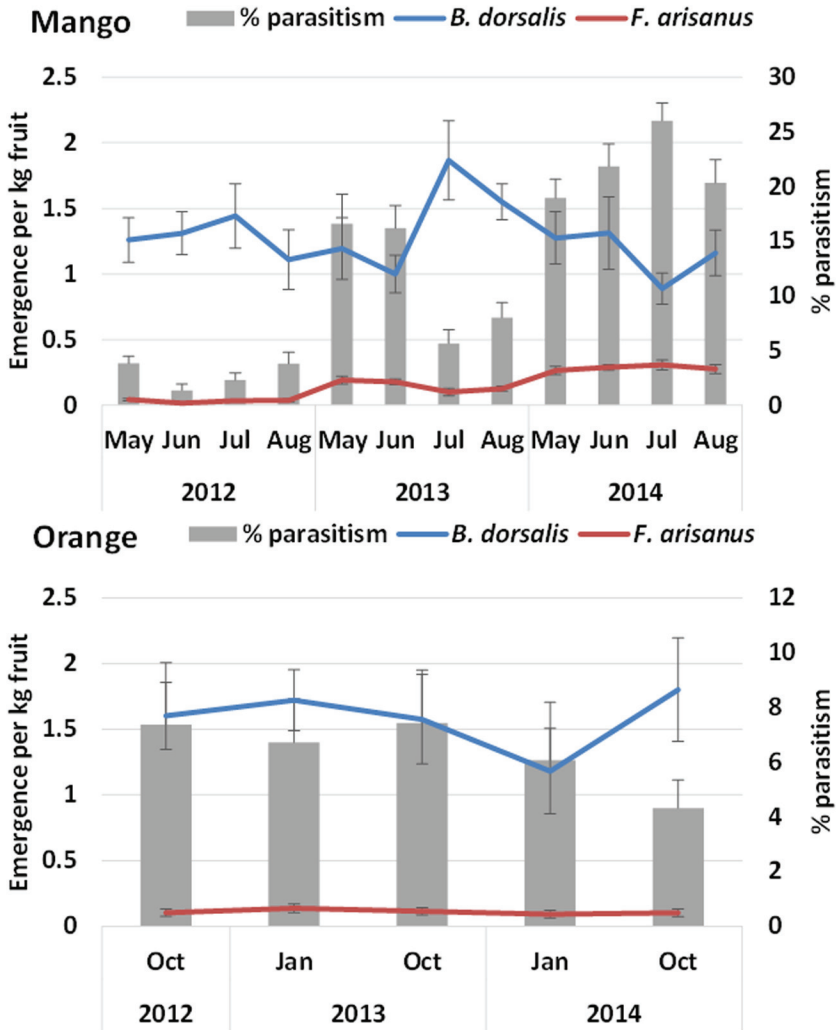 Mango
% parasitism B. dorsalis F. arisanus
Emergence per kg fruit
2.5
2
1.5
1
0.5
0
30
25
20
15
10
5
0
% parasitism
May Jun Jul Aug May Jun Jul Aug May Jun Jul Aug
2012 2013 2014
Orange
% parasitism B. dorsalis F. arisanus
Emergence per kg fruit
2.5
2
1.5
1
0.5
0
12
10
8
6
4
2
0
% parasitism
Oct Jan Oct Jan Oct
2012 2013 2014